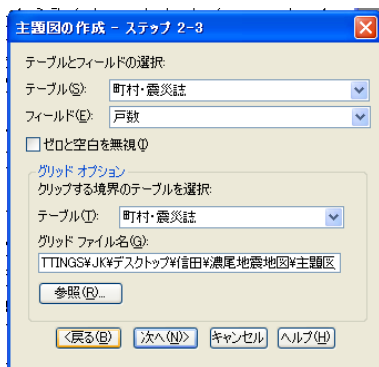 主題図の作成 - ステップ 2-3
テーブルとフィールドの選択:
テーブル(S): 町村・震災誌
フィールド(E): 戸数
ゼロと空白を無視(I)
グリッド オプション
クリップする境界のテーブルを選択:
テーブル(T): 町村・震災誌
グリッド ファイル名(G):
TTINGS¥JK¥デスクトップ¥信田¥濃尾地震地図¥主題図
参照(R)...
<戻る(B) 次へ(N)> キャンセル ヘルプ(H)